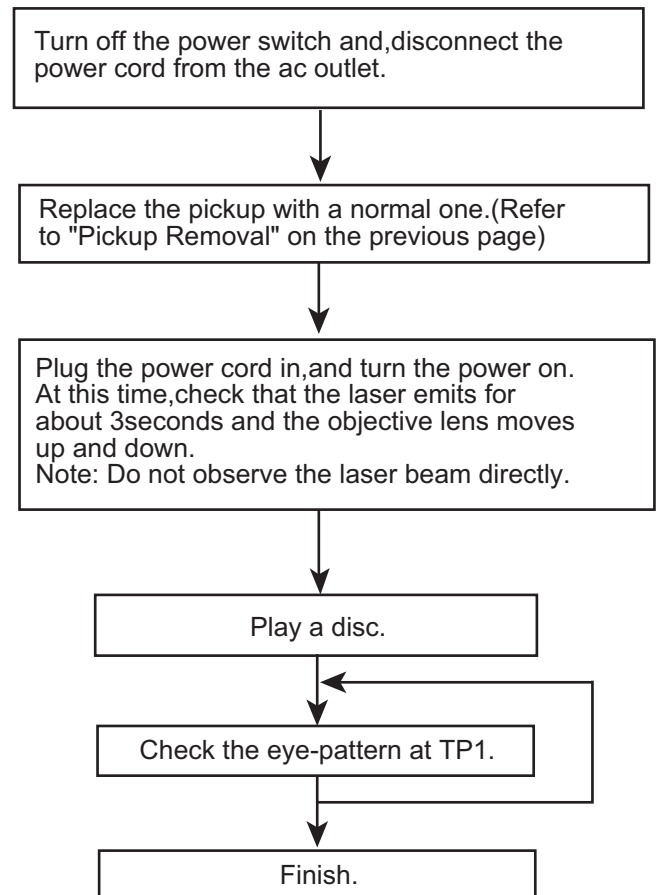 Turn off the power switch and,disconnect the
power cord from the ac outlet.
Replace the pickup with a normal one.(Refer
to "Pickup Removal" on the previous page)
Plug the power cord in,and turn the power on.
At this time,check that the laser emits for
about 3seconds and the objective lens moves
up and down.
Note: Do not observe the laser beam directly.
Play a disc.
Check the eye-pattern at TP1.
Finish.